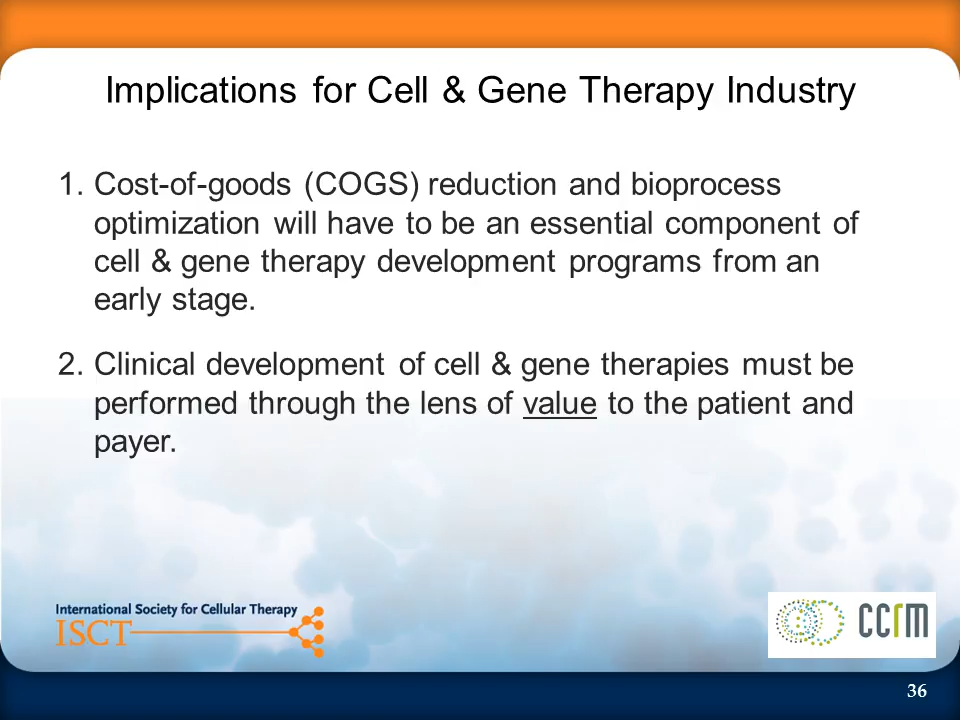 Implications for Cell & Gene Therapy Industry
1. Cost-of-goods (COGS) reduction and bioprocess
optimization will have to be an essential component of
cell & gene therapy development programs from an
early stage.
2. Clinical development of cell & gene therapies must be
performed through the lens of value to the patient and
payer.
International Society for Cellular Therapy
ISCT
ccrm
36